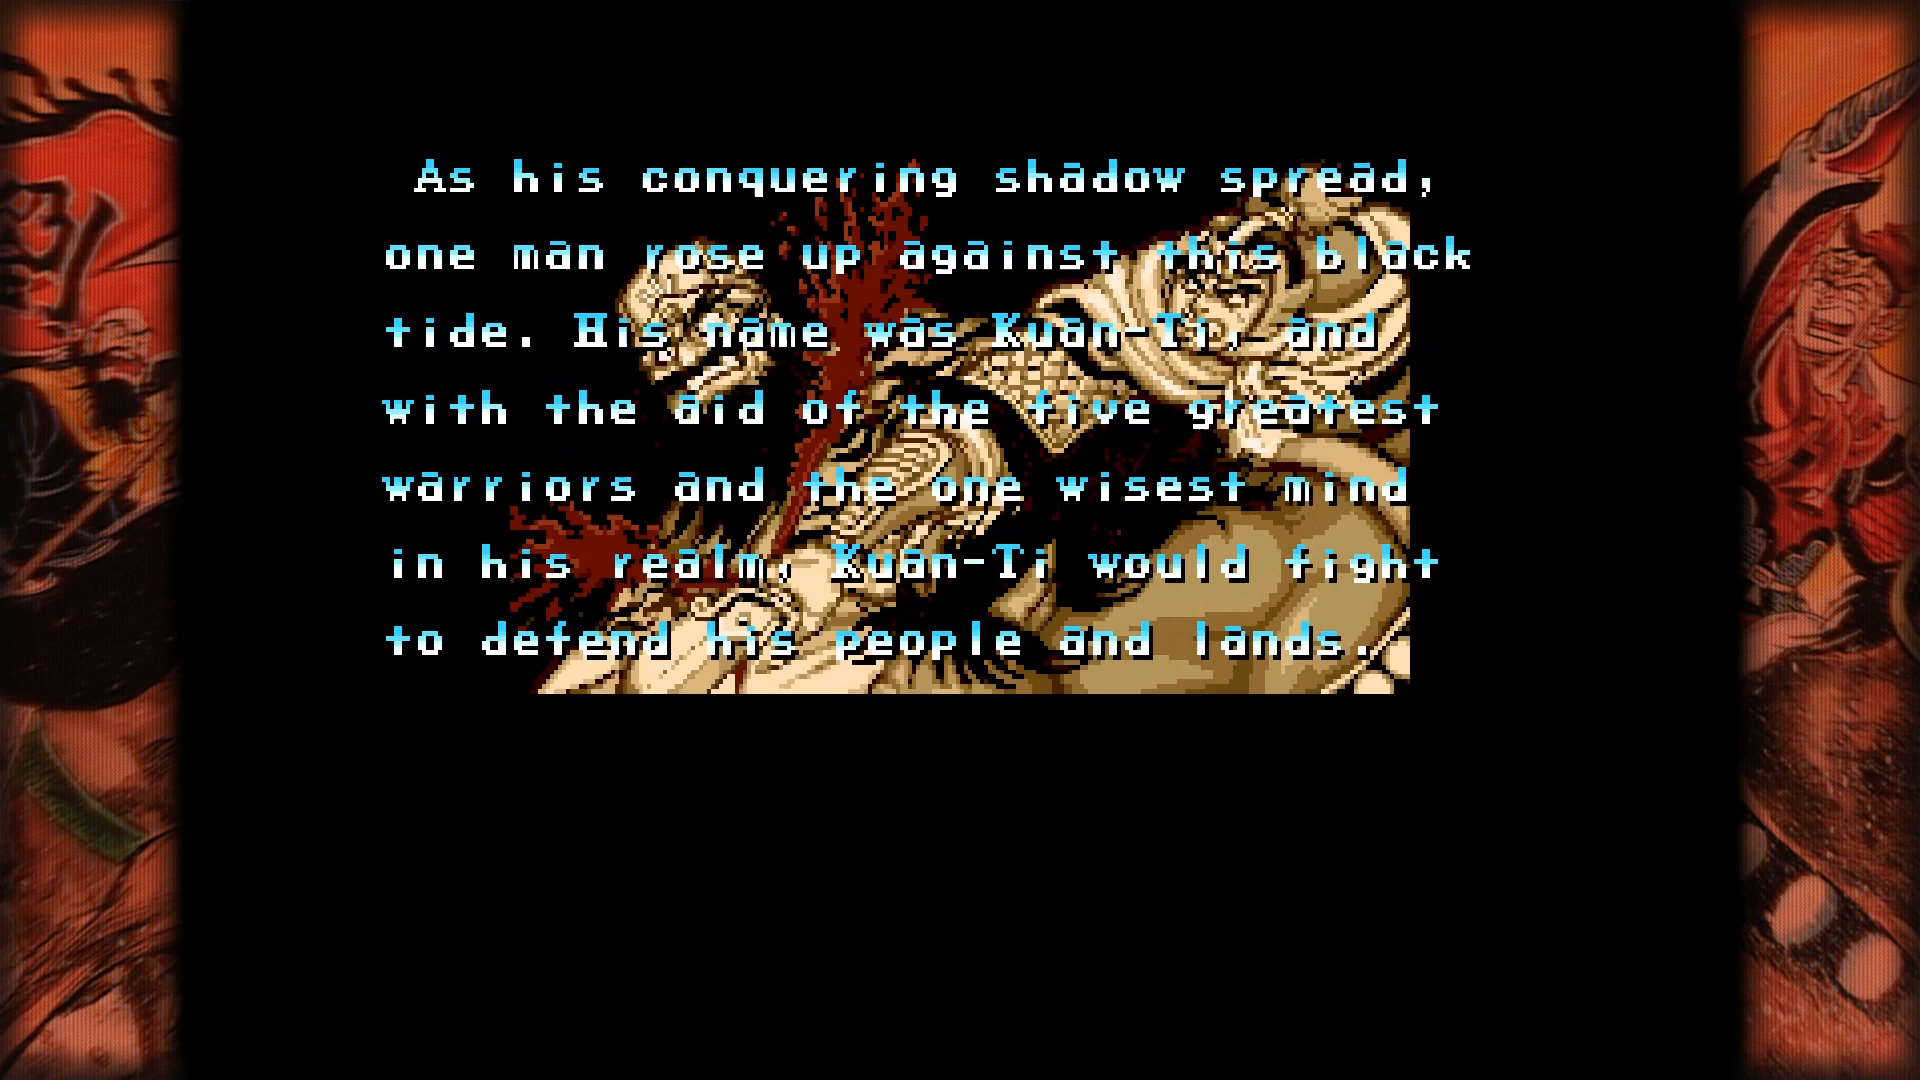 As his conquering shadow spread,
one man rose up against this black
tide. His name was Kuan-Ti, and
with the aid of the five greatest
warriors and the one wisest mind
in his realm, Kuan-Ti would fight
to defend his people and lands.